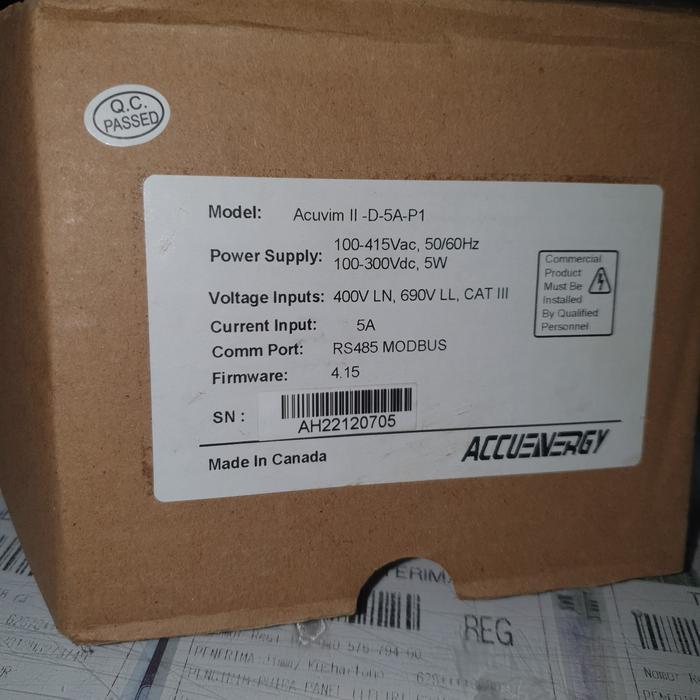 Q.C.
PASSED
Model: Acuvim II -D-5A-P1
Power Supply: 100-415Vac, 50/60Hz
100-300Vdc, 5W
Voltage Inputs: 400V LN, 690V LL, CAT III
Current Input: 5A
Comm Port: RS485 MODBUS
Firmware: 4.15
SN :
AH22120705
Commercial
Product
Must Be
Installed
By Qualified
Personnel
Made In Canada
ACCUENERGY
REG